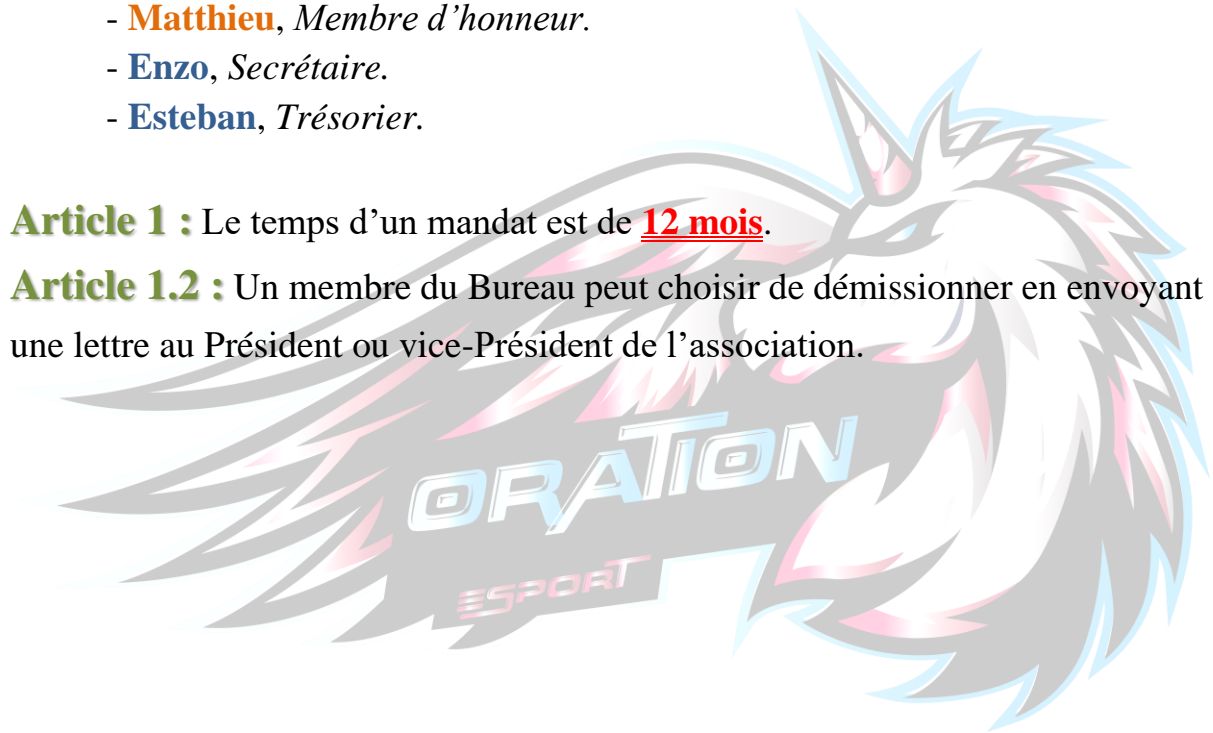 - Matthieu, Membre d’honneur.
- Enzo, Secrétaire.
- Esteban, Trésorier.
Article 1 : Le temps d’un mandat est de 12 mois.
Article 1.2 : Un membre du Bureau peut choisir de démissionner en envoyant
une lettre au Président ou vice-Président de l’association.
ORATION
ESPORT